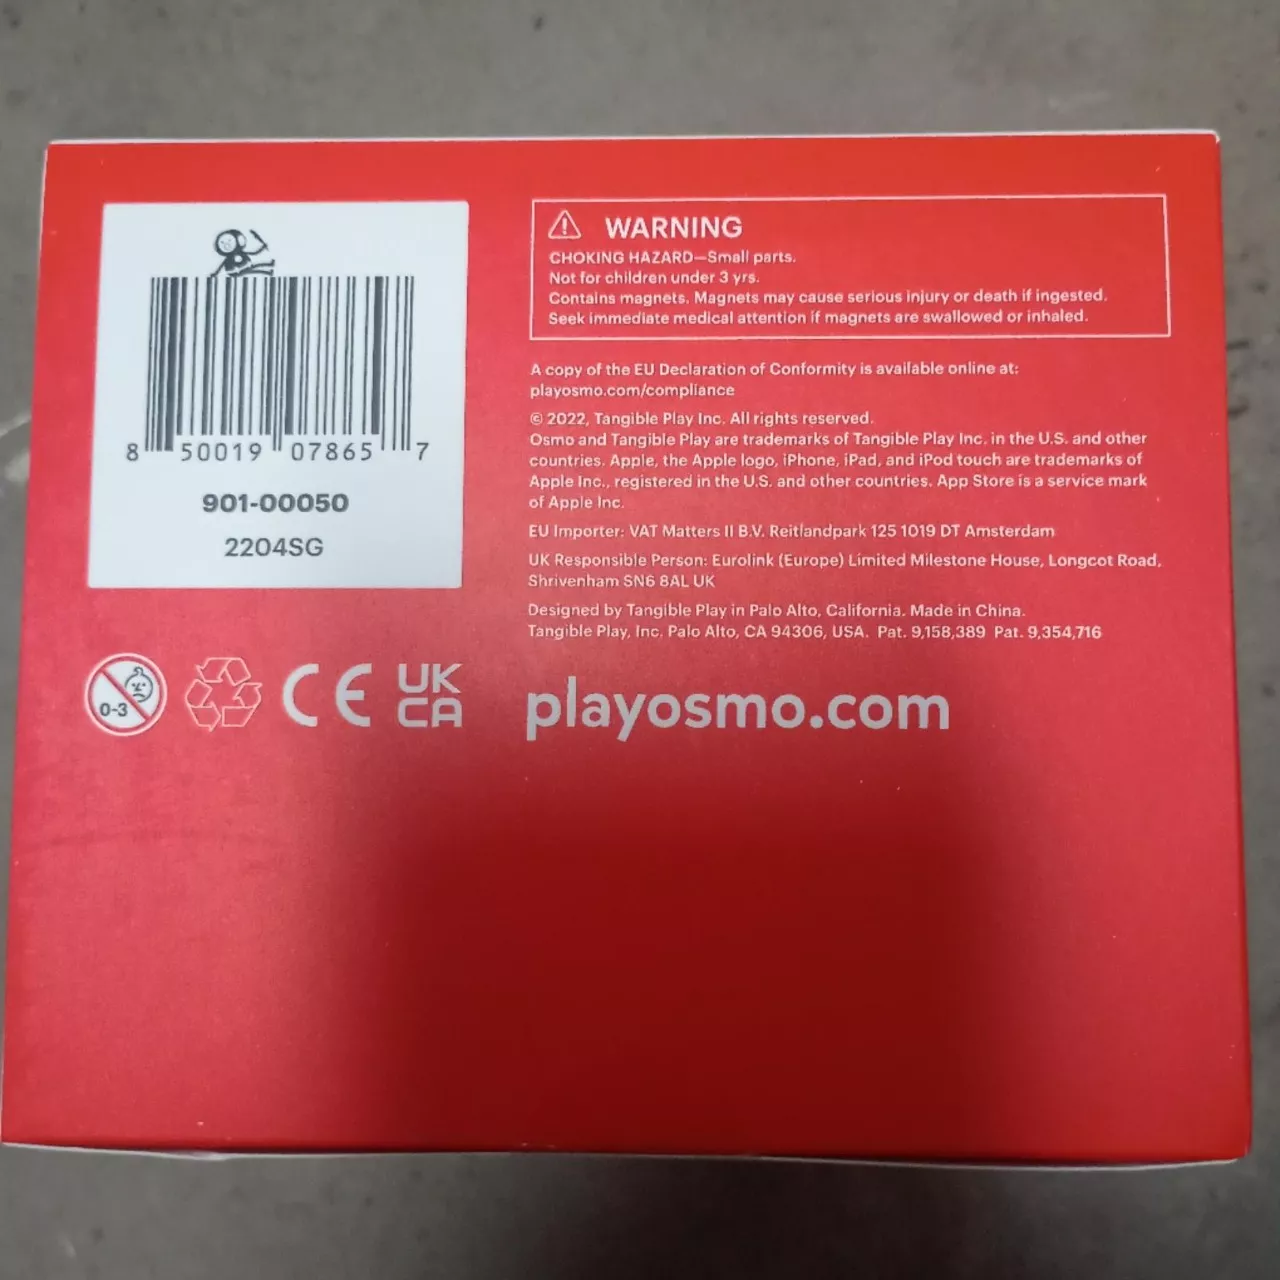 8 50019 07865 7
901-00050
2204SG
0-3
CE
UK
CA
WARNING
CHOKING HAZARD—Small parts.
Not for children under 3 yrs.
Contains magnets. Magnets may cause serious injury or death if ingested.
Seek immediate medical attention if magnets are swallowed or inhaled.
A copy of the EU Declaration of Conformity is available online at:
playosmo.com/compliance
© 2022, Tangible Play Inc. All rights reserved.
Osmo and Tangible Play are trademarks of Tangible Play Inc. in the U.S. and other
countries. Apple, the Apple logo, iPhone, iPad, and iPod touch are trademarks of
Apple Inc., registered in the U.S. and other countries. App Store is a service mark
of Apple Inc.
EU Importer: VAT Matters II B.V. Reitlandpark 125 1019 DT Amsterdam
UK Responsible Person: Eurolink (Europe) Limited Milestone House, Longcot Road,
Shrivenham SN6 8AL UK
Designed by Tangible Play in Palo Alto, California. Made in China.
Tangible Play, Inc. Palo Alto, CA 94306, USA. Pat. 9,158,389 Pat. 9,354,716
playosmo.com